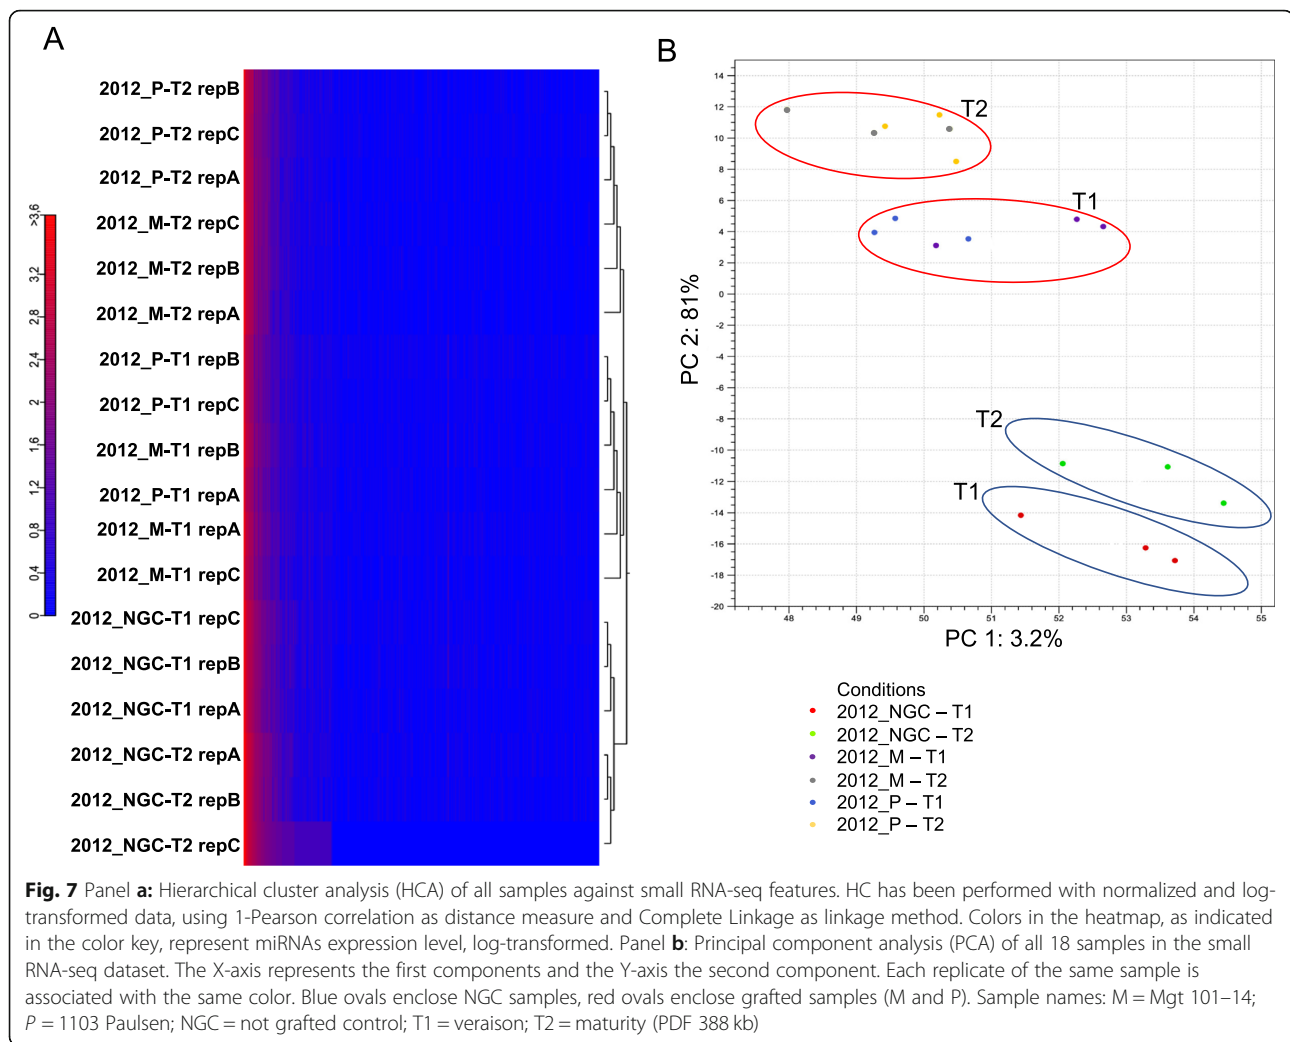 A
2012_P-T2 repB
2012_P-T2 repC
2012_P-T2 repA
2012_M-T2 repC
2012_M-T2 repB
2012_M-T2 repA
2012_P-T1 repB
2012_P-T1 repC
2012_M-T1 repB
2012_P-T1 repA
2012_M-T1 repA
2012_M-T1 repC
2012_NGC-T1 repC
2012_NGC-T1 repB
2012_NGC-T1 repA
2012_NGC-T2 repA
2012_NGC-T2 repB
2012_NGC-T2 repC
>3,6
3,2
2,8
2,4
2
1,6
1,2
0,8
0,4
0
B
PC 2: 81%
14
12
10
8
6
4
2
0
-2
-4
-6
-8
-10
-12
-14
-16
-18
-20
T2
T1
T2
T1
48 49 50 51 52 53 54 55
PC 1: 3.2%
Conditions
2012_NGC – T1
2012_NGC – T2
2012_M – T1
2012_M – T2
2012_P – T1
2012_P – T2
Fig. 7 Panel a: Hierarchical cluster analysis (HCA) of all samples against small RNA-seq features. HC has been performed with normalized and log-
transformed data, using 1-Pearson correlation as distance measure and Complete Linkage as linkage method. Colors in the heatmap, as indicated
in the color key, represent miRNAs expression level, log-transformed. Panel b: Principal component analysis (PCA) of all 18 samples in the small
RNA-seq dataset. The X-axis represents the first components and the Y-axis the second component. Each replicate of the same sample is
associated with the same color. Blue ovals enclose NGC samples, red ovals enclose grafted samples (M and P). Sample names: M = Mgt 101–14;
P = 1103 Paulsen; NGC = not grafted control; T1 = veraison; T2 = maturity (PDF 388 kb)